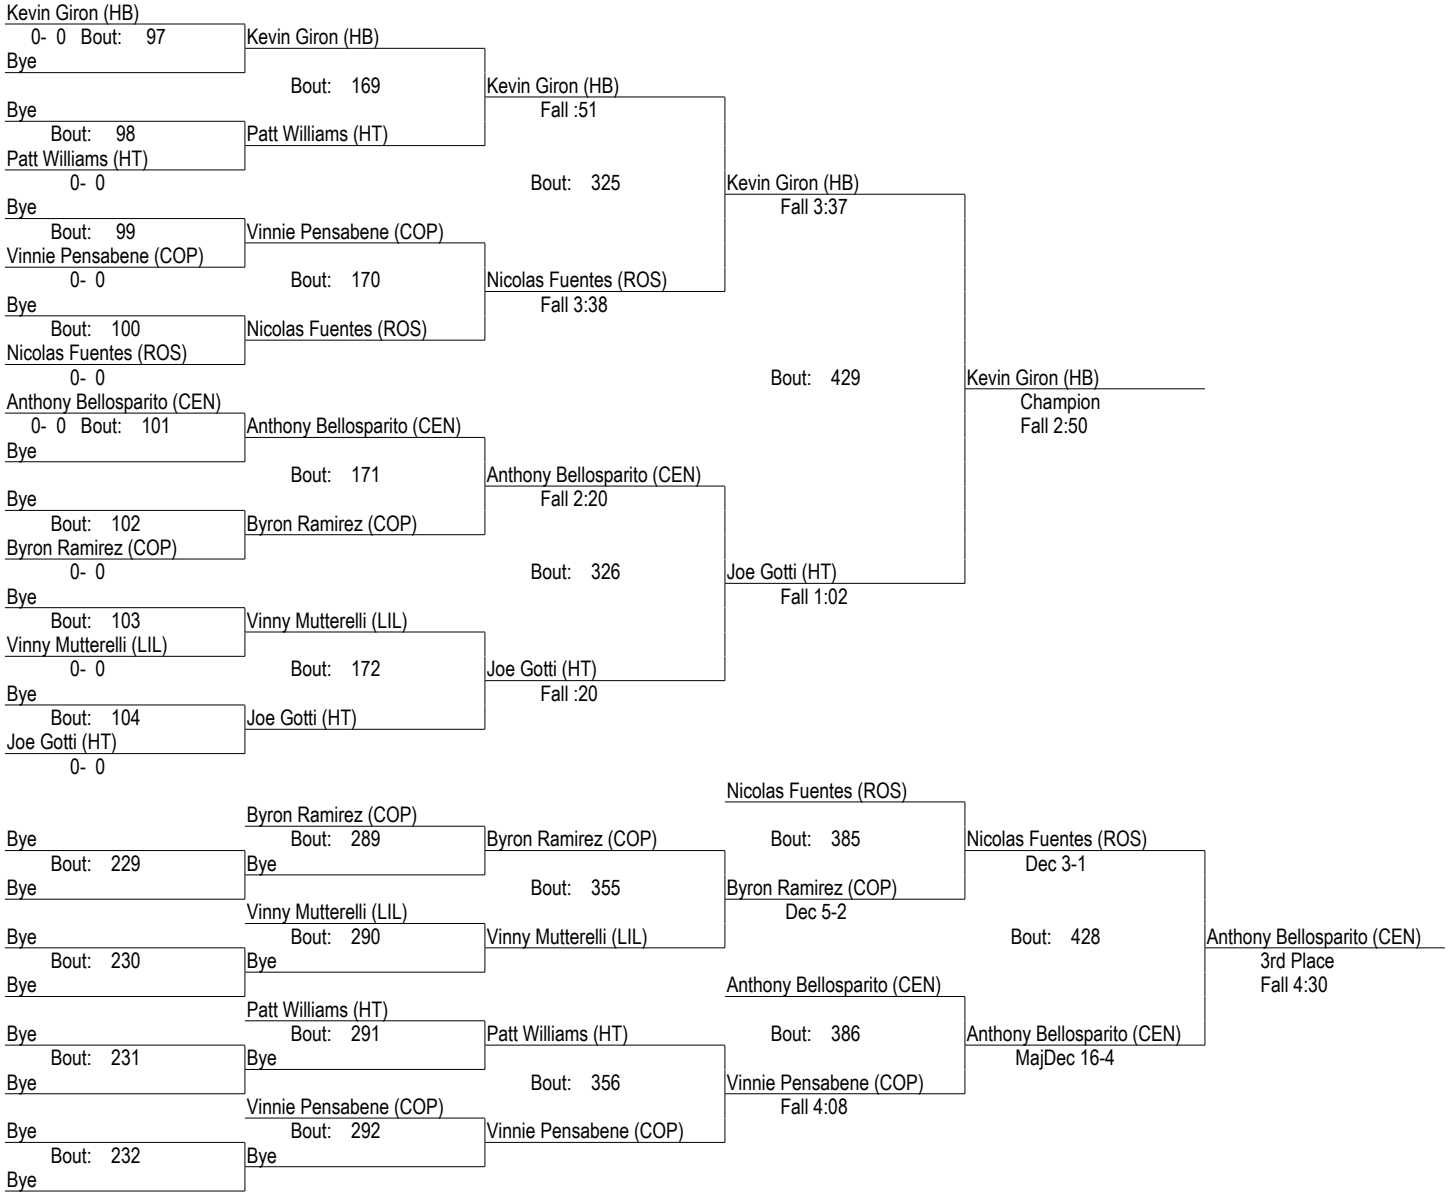 Kevin Giron (HB)
0- 0 Bout: 97 Kevin Giron (HB)
Bye
Bout: 169 Kevin Giron (HB)
Bye Fall :51
Bout: 98 Patt Williams (HT)
Patt Williams (HT)
0- 0 Bout: 325 Kevin Giron (HB)
Bye Fall 3:37
Bout: 99 Vinnie Pensabene (COP)
Vinnie Pensabene (COP)
0- 0 Bout: 170 Nicolas Fuentes (ROS)
Bye Fall 3:38
Bout: 100 Nicolas Fuentes (ROS)
Nicolas Fuentes (ROS)
0- 0 Bout: 429 Kevin Giron (HB)
Anthony Bellosparito (CEN) Champion
0- 0 Bout: 101 Anthony Bellosparito (CEN) Fall 2:50
Bye
Bout: 171 Anthony Bellosparito (CEN)
Bye Fall 2:20
Bout: 102 Byron Ramirez (COP)
Byron Ramirez (COP)
0- 0 Bout: 326 Joe Gotti (HT)
Bye Fall 1:02
Bout: 103 Vinny Mutterelli (LIL)
Vinny Mutterelli (LIL)
0- 0 Bout: 172 Joe Gotti (HT)
Bye Fall :20
Bout: 104 Joe Gotti (HT)
Joe Gotti (HT)
0- 0
Nicolas Fuentes (ROS)
Byron Ramirez (COP)
Bye Bout: 289 Byron Ramirez (COP) Bout: 385 Nicolas Fuentes (ROS)
Bout: 229 Bye Dec 3-1
Bye Bout: 355 Byron Ramirez (COP)
Vinny Mutterelli (LIL) Dec 5-2
Bye Bout: 290 Vinny Mutterelli (LIL) Bout: 428 Anthony Bellosparito (CEN)
Bout: 230 Bye 3rd Place
Bye Anthony Bellosparito (CEN) Fall 4:30
Patt Williams (HT)
Bye Bout: 291 Patt Williams (HT) Bout: 386 Anthony Bellosparito (CEN)
Bout: 231 Bye MajDec 16-4
Bye Bout: 356 Vinnie Pensabene (COP)
Vinnie Pensabene (COP) Fall 4:08
Bye Bout: 292 Vinnie Pensabene (COP)
Bout: 232 Bye
Bye